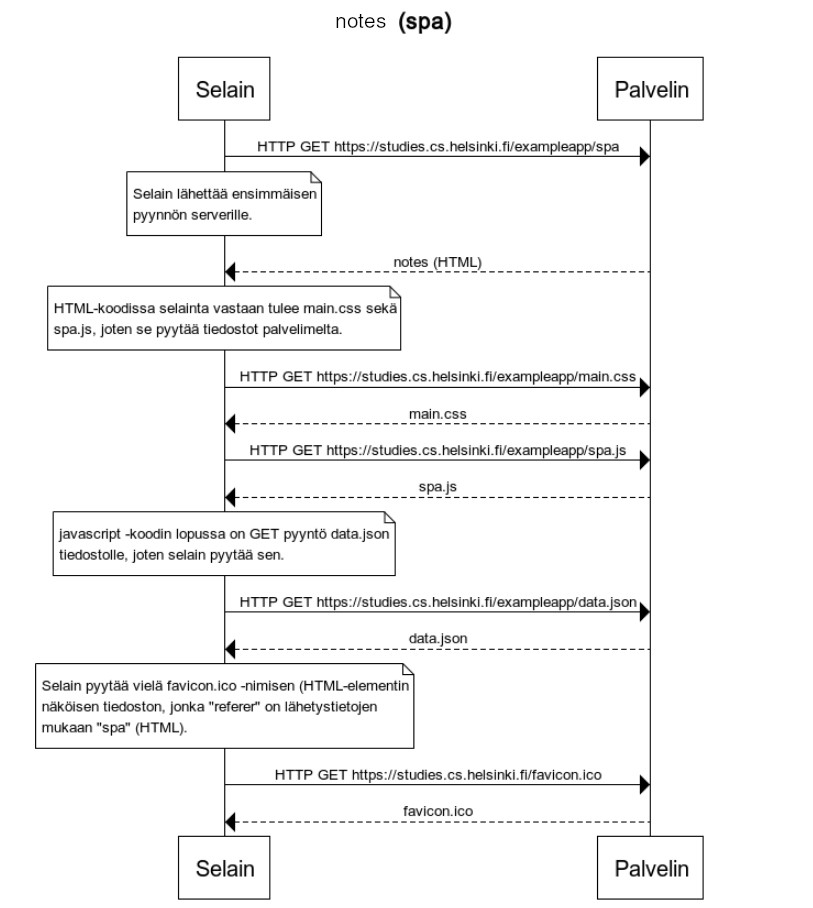 notes (spa)
Selain
Palvelin
HTTP GET https://studies.cs.helsinki.fi/exampleapp/spa
Selain lähettää ensimmäisen
pyynnön serverille.
notes (HTML)
HTML-koodissa selainta vastaan tulee main.css sekä
spa.js, joten se pyytää tiedostot palvelimelta.
HTTP GET https://studies.cs.helsinki.fi/exampleapp/main.css
main.css
HTTP GET https://studies.cs.helsinki.fi/exampleapp/spa.js
spa.js
javascript -koodin lopussa on GET pyyntö data.json
tiedostolle, joten selain pyytää sen.
HTTP GET https://studies.cs.helsinki.fi/exampleapp/data.json
data.json
Selain pyytää vielä favicon.ico -nimisen (HTML-elementin
näköisen tiedoston, jonka "referer" on lähetystietojen
mukaan "spa" (HTML).
HTTP GET https://studies.cs.helsinki.fi/favicon.ico
favicon.ico
Selain
Palvelin